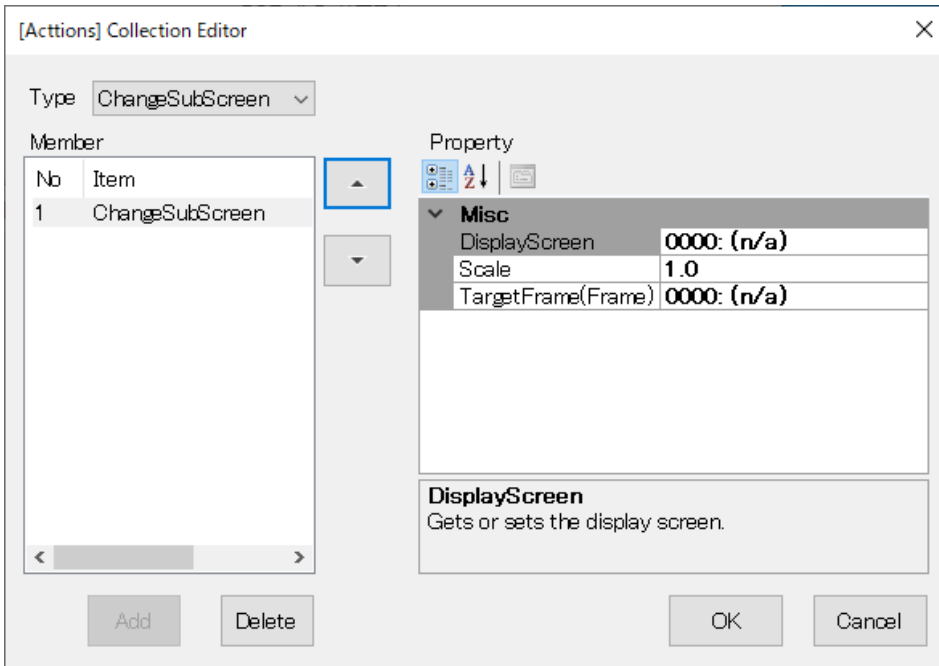 [Acttions] Collection Editor
Type ChangeSubScreen
Member
No Item
1 ChangeSubScreen
Property
Misc
DisplayScreen 0000: (n/a)
Scale 1.0
TargetFrame(Frame) 0000: (n/a)
DisplayScreen
Gets or sets the display screen.
Add Delete OK Cancel